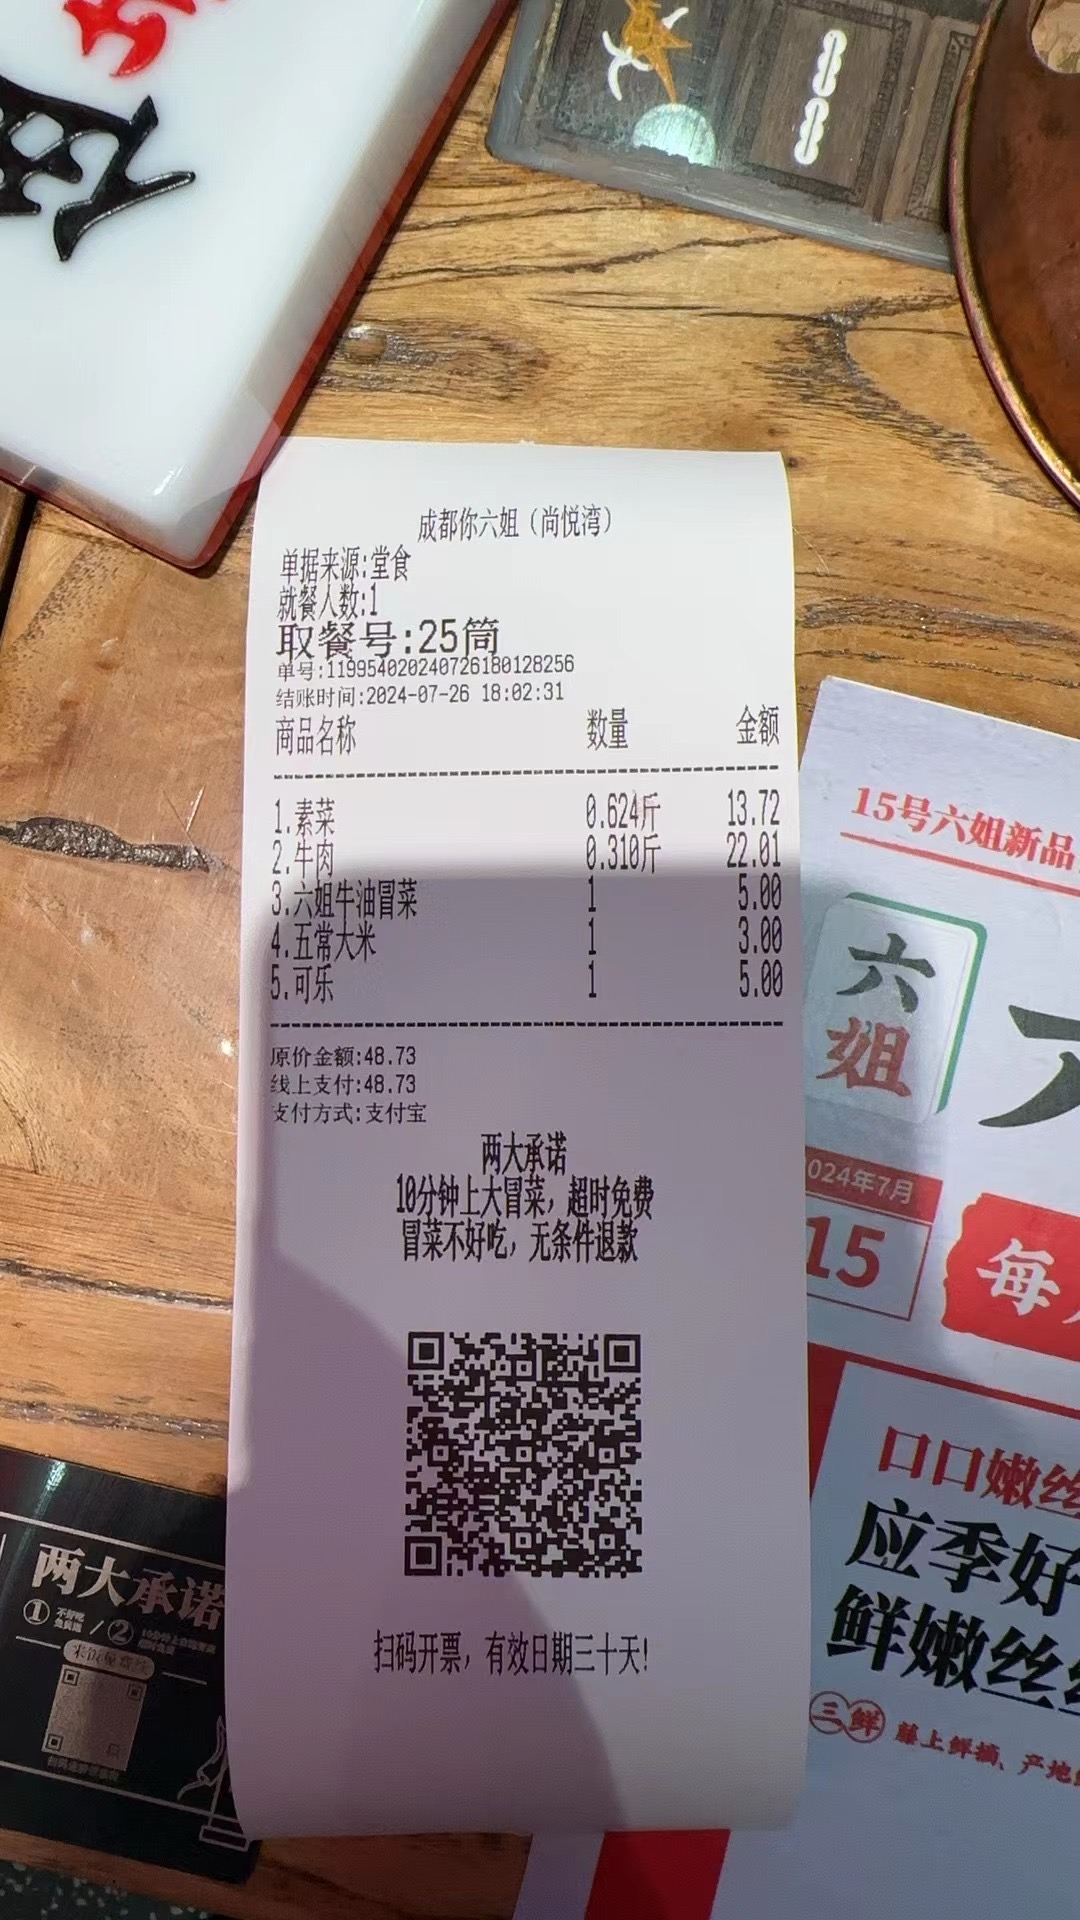 成都你六姐（尚悦湾）
单据来源:堂食
就餐人数:1
取餐号:25筒
单号:11995402024072618012​8256
结账时间:2024-07-26 18:02:31
商品名称 数量 金额
1.素菜 0.624斤 13.72
2.牛肉 0.310斤 22.01
3.六姐牛油冒菜 1 5.00
4.五常大米 1 3.00
5.可乐 1 5.00
原价金额:48.73
线上支付:48.73
支付方式:支付宝
两大承诺
10分钟上大冒菜，超时免费
冒菜不好吃，无条件退款
扫码开票，有效日期三十天!
15号六姐新品
六
姐
024年7月
15
每
口口嫩丝
应季好
鲜嫩丝
三鲜 藤上鲜摘、产地
两大承诺
① / ②